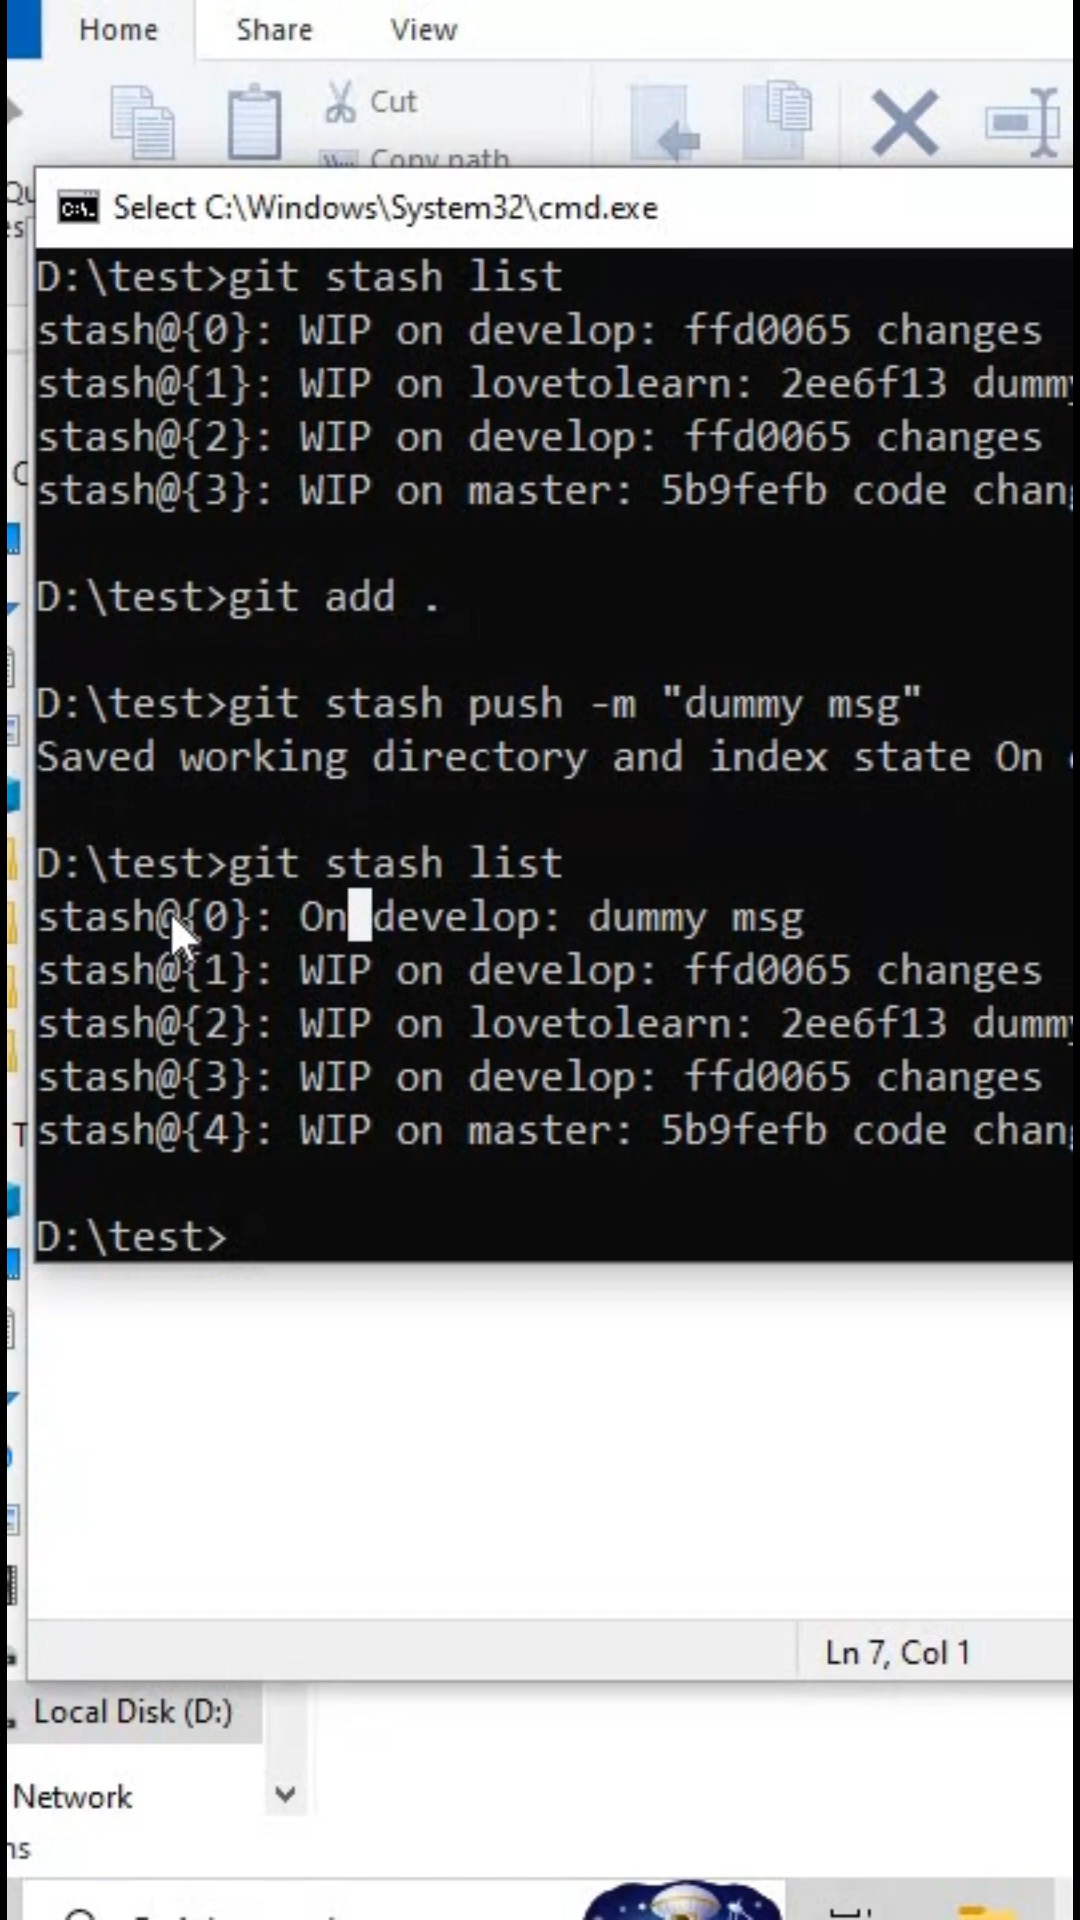 Home Share View
Cut
Copy path
Select C:\Windows\System32\cmd.exe
D:\test>git stash list
stash@{0}: WIP on develop: ffd0065 changes
stash@{1}: WIP on lovetolearn: 2ee6f13 dummy
stash@{2}: WIP on develop: ffd0065 changes
stash@{3}: WIP on master: 5b9fefb code chan
D:\test>git add .
D:\test>git stash push -m "dummy msg"
Saved working directory and index state On
D:\test>git stash list
stash@{0}: On develop: dummy msg
stash@{1}: WIP on develop: ffd0065 changes
stash@{2}: WIP on lovetolearn: 2ee6f13 dummy
stash@{3}: WIP on develop: ffd0065 changes
stash@{4}: WIP on master: 5b9fefb code chan
D:\test>
Ln 7, Col 1
Local Disk (D:)
Network